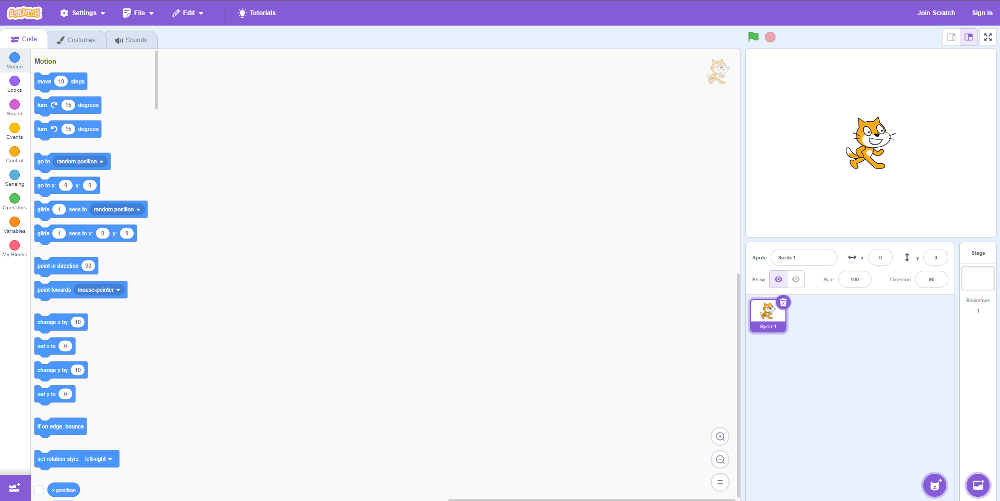 SCRATCH
Settings
File
Edit
Tutorials
Join Scratch
Sign in
Code
Costumes
Sounds
Motion
Looks
Sound
Events
Control
Sensing
Operators
Variables
My Blocks
Motion
move 10 steps
turn 15 degrees
turn 15 degrees
go to random position
go to x: 0 y: 0
glide 1 secs to random position
glide 1 secs to x: 0 y: 0
point in direction 90
point towards mouse-pointer
change x by 10
set x to 0
change y by 10
set y to 0
if on edge, bounce
set rotation style left-right
x position
Sprite Sprite1 x 0 y 0
Show Size 100 Direction 90
Sprite1
Stage
Backdrops
1